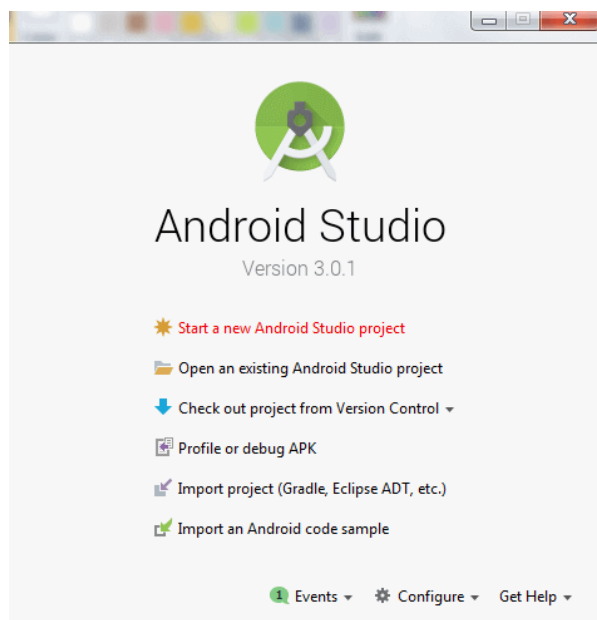 Android Studio
Version 3.0.1
Start a new Android Studio project
Open an existing Android Studio project
Check out project from Version Control
Profile or debug APK
Import project (Gradle, Eclipse ADT, etc.)
Import an Android code sample
1 Events Configure Get Help